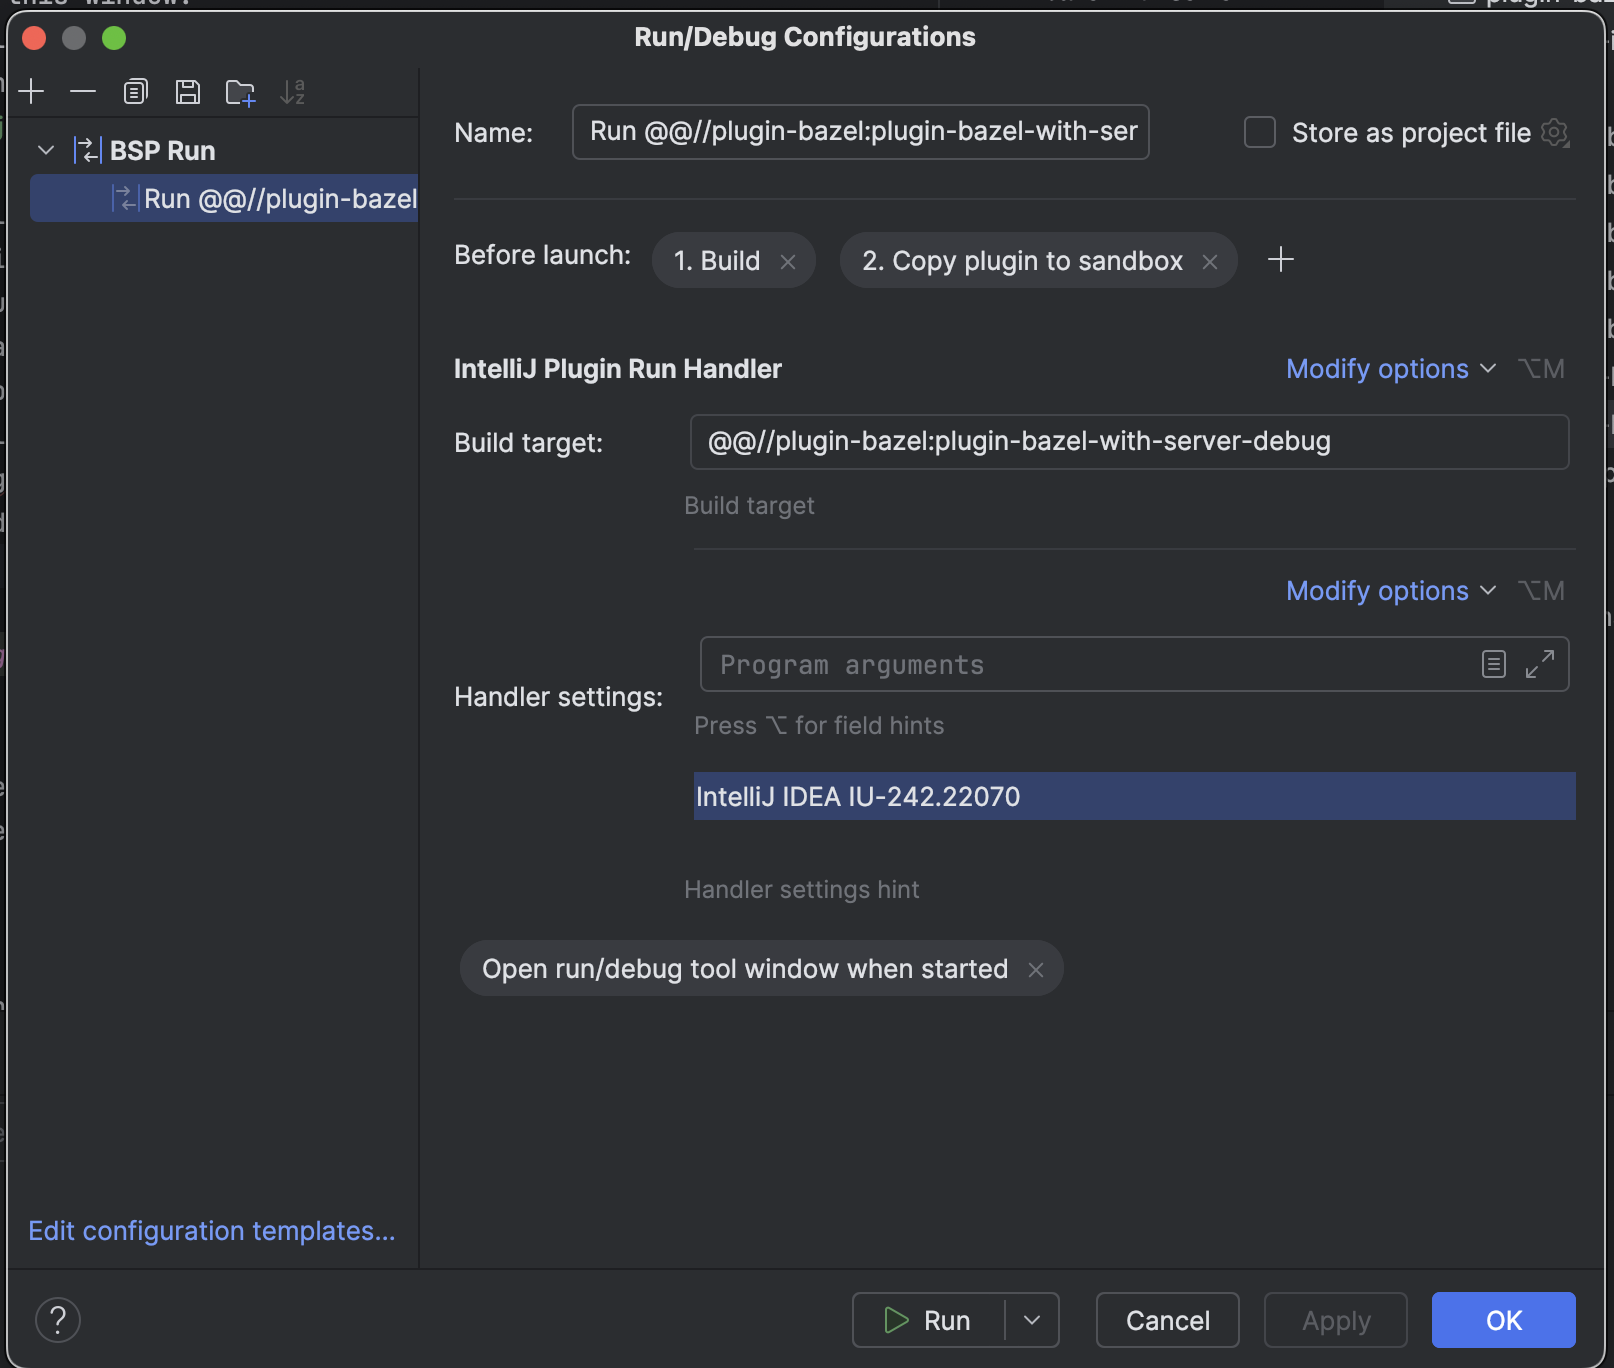 this window.
Run/Debug Configurations
BSP Run
Run @@//plugin-bazel
Name:
Run @@//plugin-bazel:plugin-bazel-with-ser
Store as project file
Before launch:
1. Build
2. Copy plugin to sandbox
IntelliJ Plugin Run Handler
Modify options
⌥M
Build target:
@@//plugin-bazel:plugin-bazel-with-server-debug
Build target
Modify options
⌥M
Program arguments
Handler settings:
Press ⌥ for field hints
IntelliJ IDEA IU-242.22070
Handler settings hint
Open run/debug tool window when started
Edit configuration templates...
?
Run
Cancel
Apply
OK